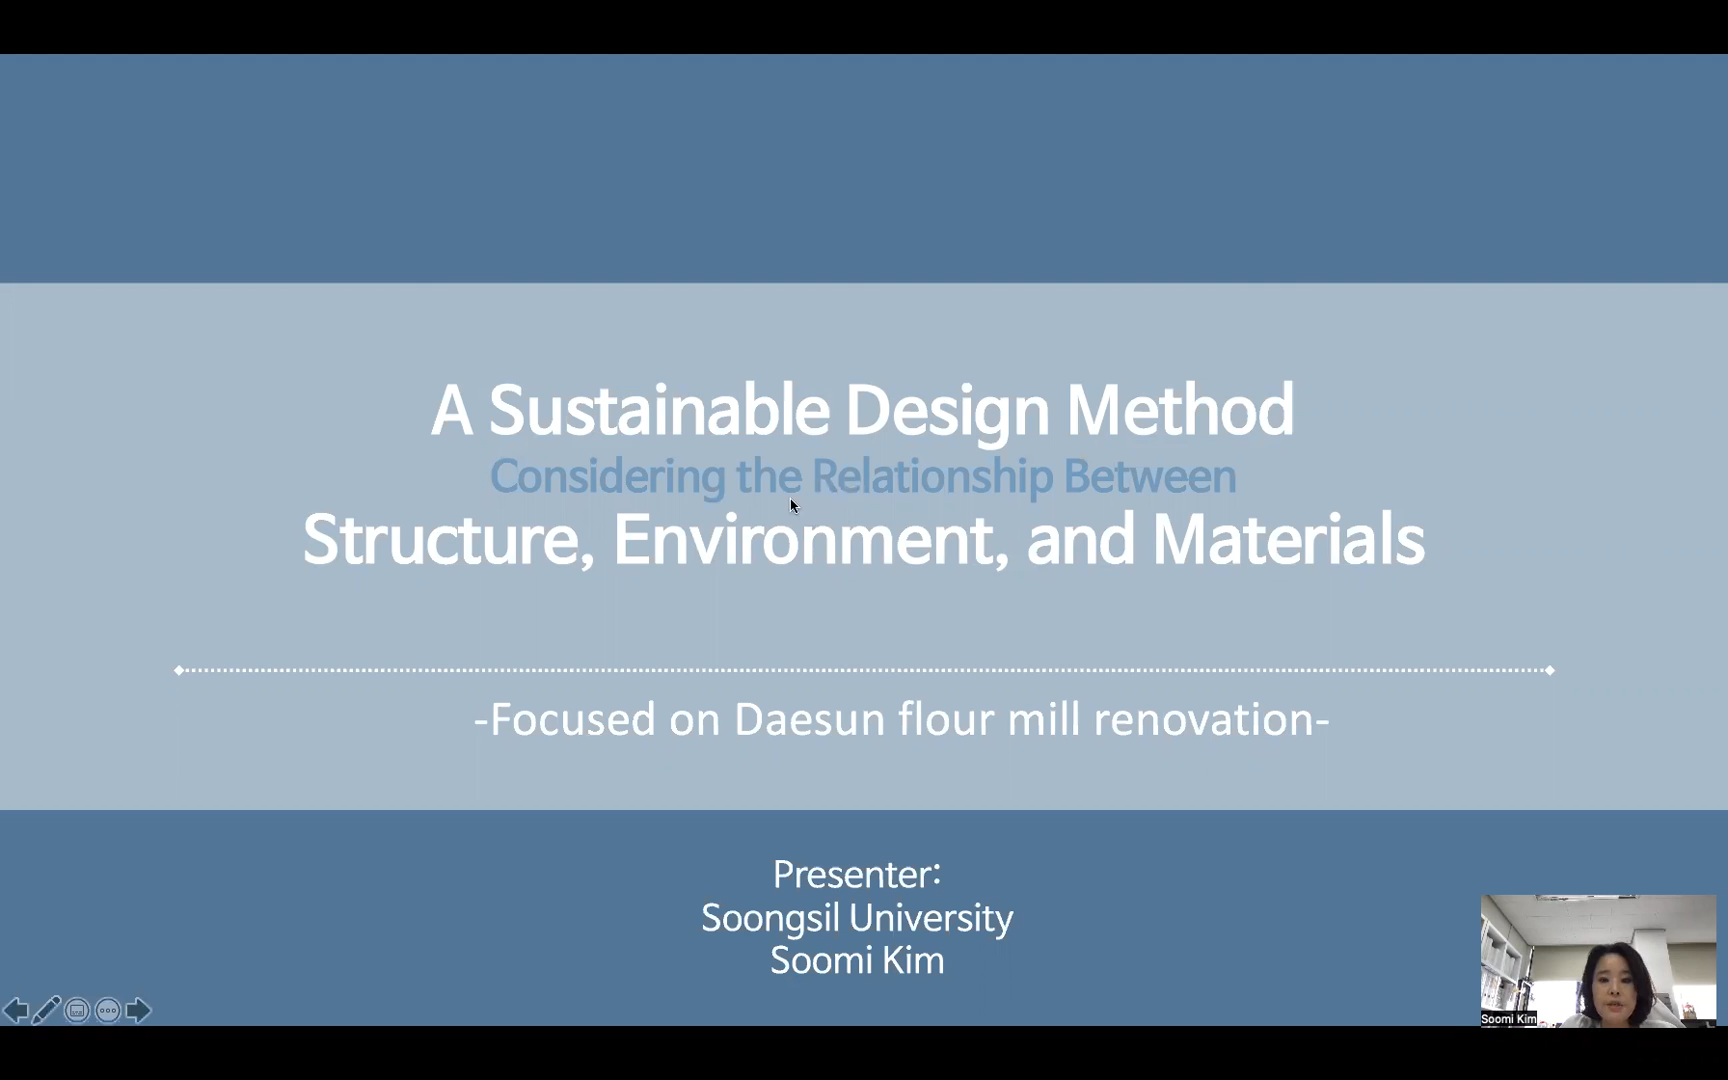 A Sustainable Design Method
Considering the Relationship Between
Structure, Environment, and Materials
-Focused on Daesun flour mill renovation-
Presenter:
Soongsil University
Soomi Kim
Soomi Kim